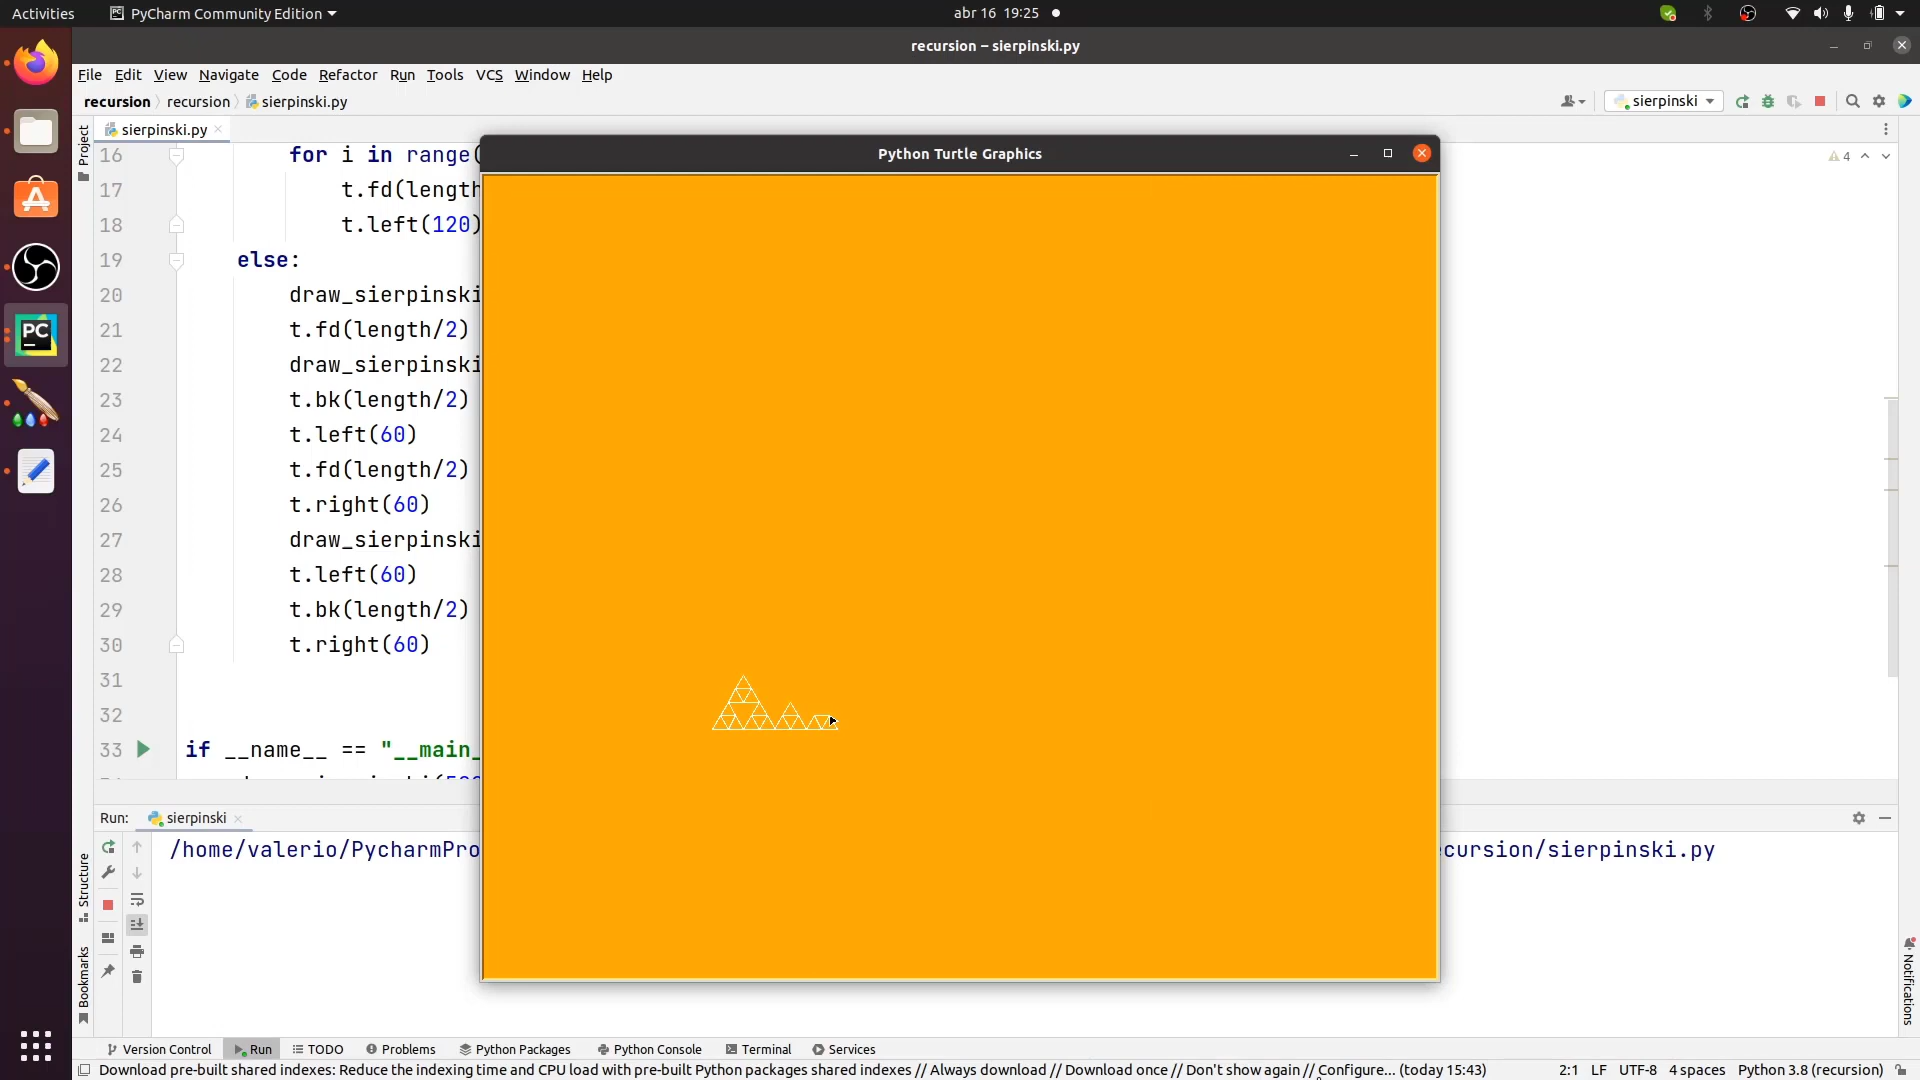 Activities PyCharm Community Edition abr 16 19:25
recursion – sierpinski.py
File Edit View Navigate Code Refactor Run Tools VCS Window Help
recursion recursion sierpinski.py sierpinski
Project
sierpinski.py
Python Turtle Graphics
4
16 for i in range(
17 t.fd(length
18 t.left(120)
19 else:
20 draw_sierpinski
21 t.fd(length/2)
22 draw_sierpinski
23 t.bk(length/2)
24 t.left(60)
25 t.fd(length/2)
26 t.right(60)
27 draw_sierpinski
28 t.left(60)
29 t.bk(length/2)
30 t.right(60)
31
32
33 if __name__ == "__main_
Run: sierpinski
/home/valerio/PycharmPro
cursion/sierpinski.py
Structure
Bookmarks
Notifications
Version Control Run TODO Problems Python Packages Python Console Terminal Services
Download pre-built shared indexes: Reduce the indexing time and CPU load with pre-built Python packages shared indexes // Always download // Download once // Don't show again // Configure... (today 15:43) 2:1 LF UTF-8 4 spaces Python 3.8 (recursion)